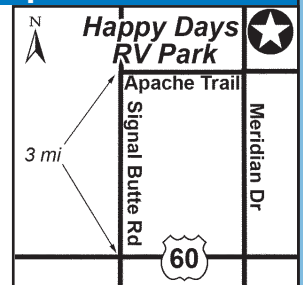 N
Happy Days
RV Park
Apache Trail
Signal Butte Rd
Meridian Dr
3 mi
60